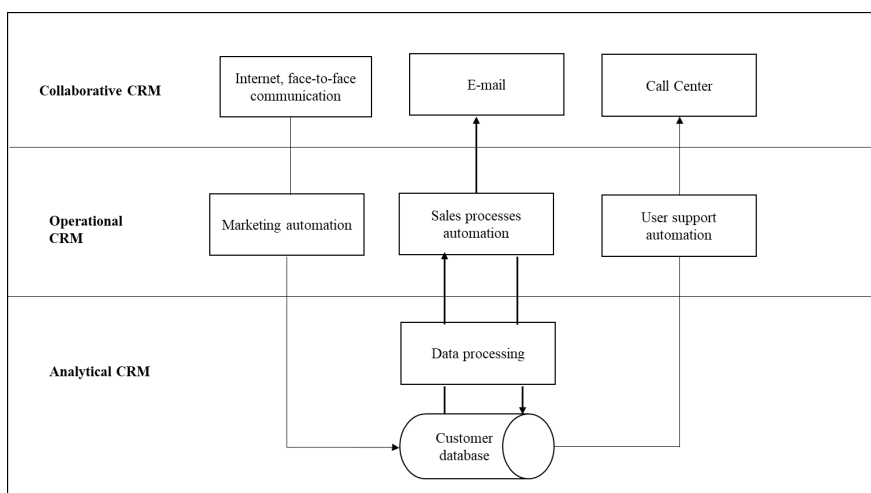 Collaborative CRM
Internet, face-to-face
communication
E-mail
Call Center
Operational
CRM
Marketing automation
Sales processes
automation
User support
automation
Analytical CRM
Data processing
Customer
database